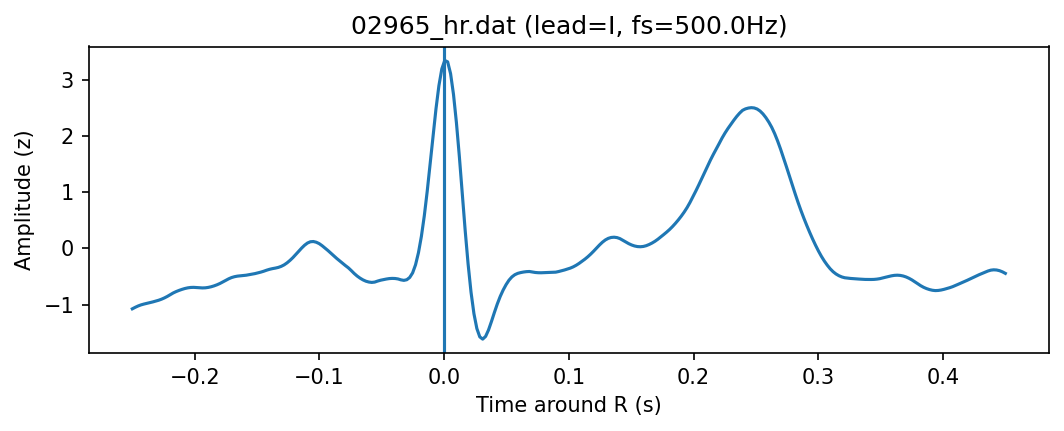 02965_hr.dat (lead=I, fs=500.0Hz)
Amplitude (z)
3
2
1
0
−1
−0.2 −0.1 0.0 0.1 0.2 0.3 0.4
Time around R (s)